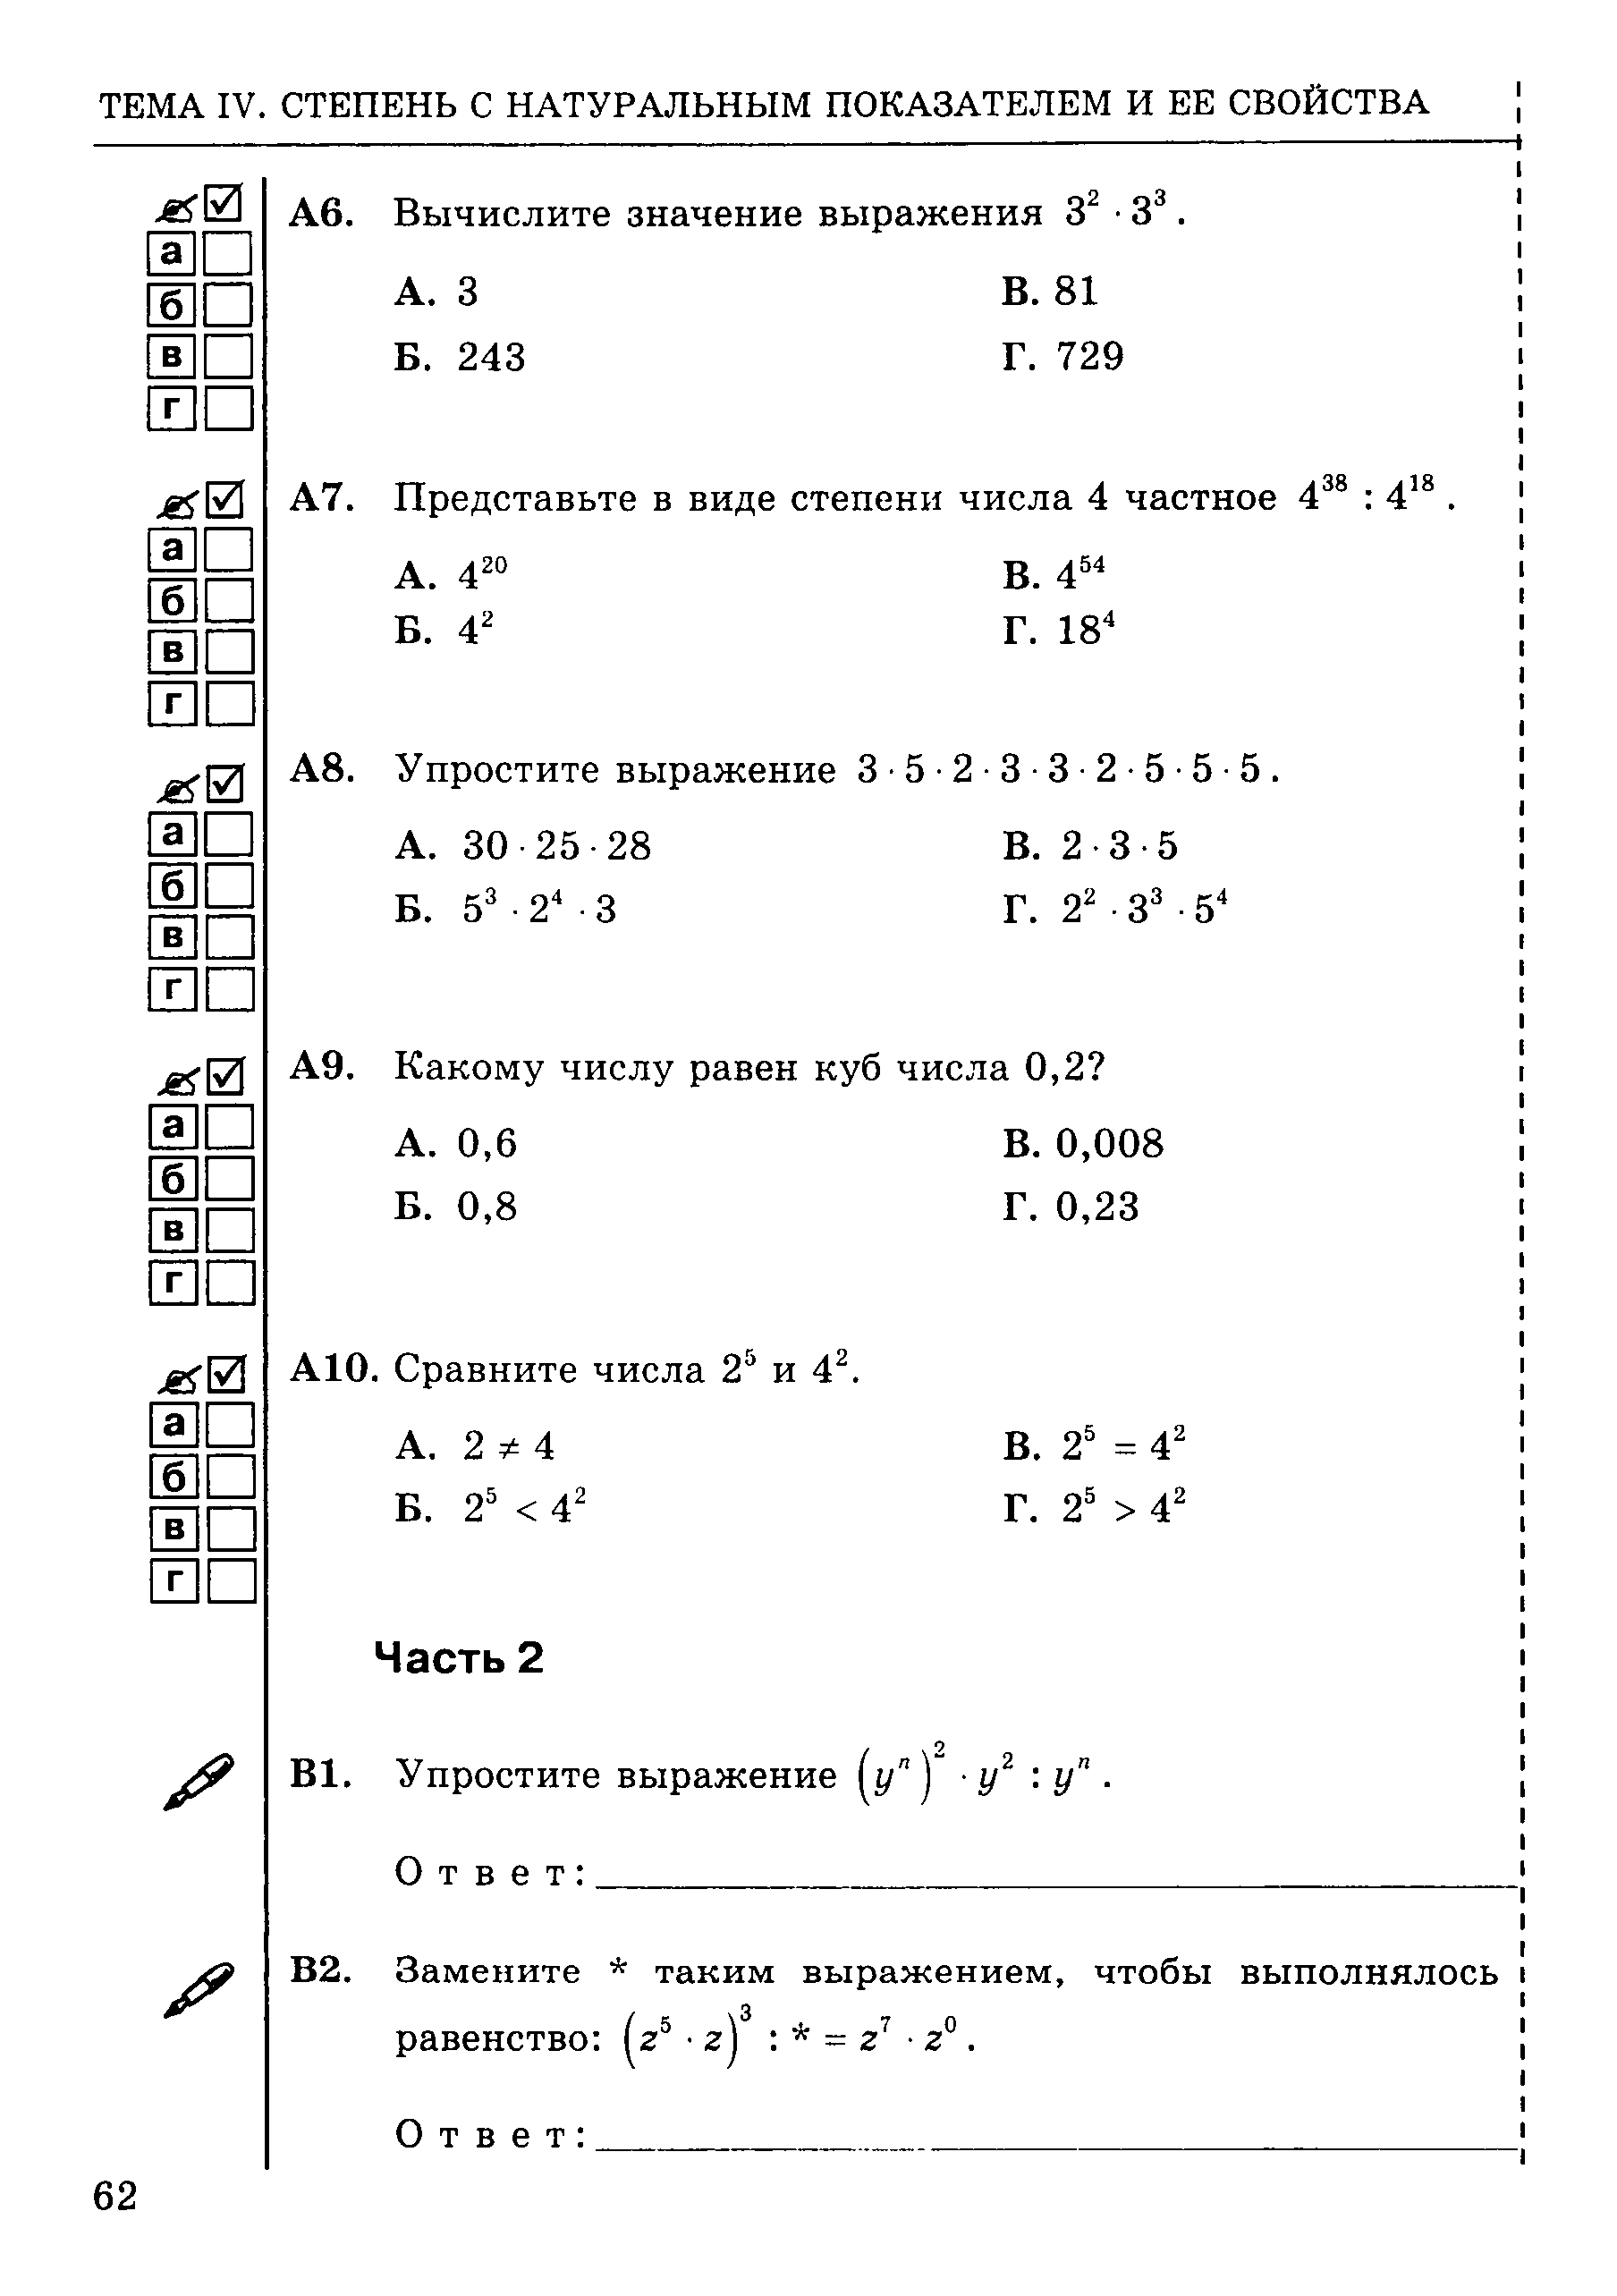 ТЕМА IV. СТЕПЕНЬ С НАТУРАЛЬНЫМ ПОКАЗАТЕЛЕМ И ЕЕ СВОЙСТВА
А6. Вычислите значение выражения 3² · 3³ .
а
б
в
г
А. 3
В. 81
Б. 243
Г. 729
А7. Представьте в виде степени числа 4 частное 4³⁸ : 4¹⁸ .
а
б
в
г
А. 4²⁰
В. 4⁵⁴
Б. 4²
Г. 18⁴
А8. Упростите выражение 3 · 5 · 2 · 3 · 3 · 2 · 5 · 5 · 5 .
а
б
в
г
А. 30 · 25 · 28
В. 2 · 3 · 5
Б. 5³ · 2⁴ · 3
Г. 2² · 3³ · 5⁴
А9. Какому числу равен куб числа 0,2?
а
б
в
г
А. 0,6
В. 0,008
Б. 0,8
Г. 0,23
А10. Сравните числа 2⁵ и 4².
а
б
в
г
А. 2 ≠ 4
В. 2⁵ = 4²
Б. 2⁵ < 4²
Г. 2⁵ > 4²
Часть 2
В1. Упростите выражение (yⁿ)² · y² : yⁿ .
Ответ:
В2. Замените * таким выражением, чтобы выполнялось
равенство: (z⁵ · z)³ : * = z⁷ · z⁰ .
Ответ:
62